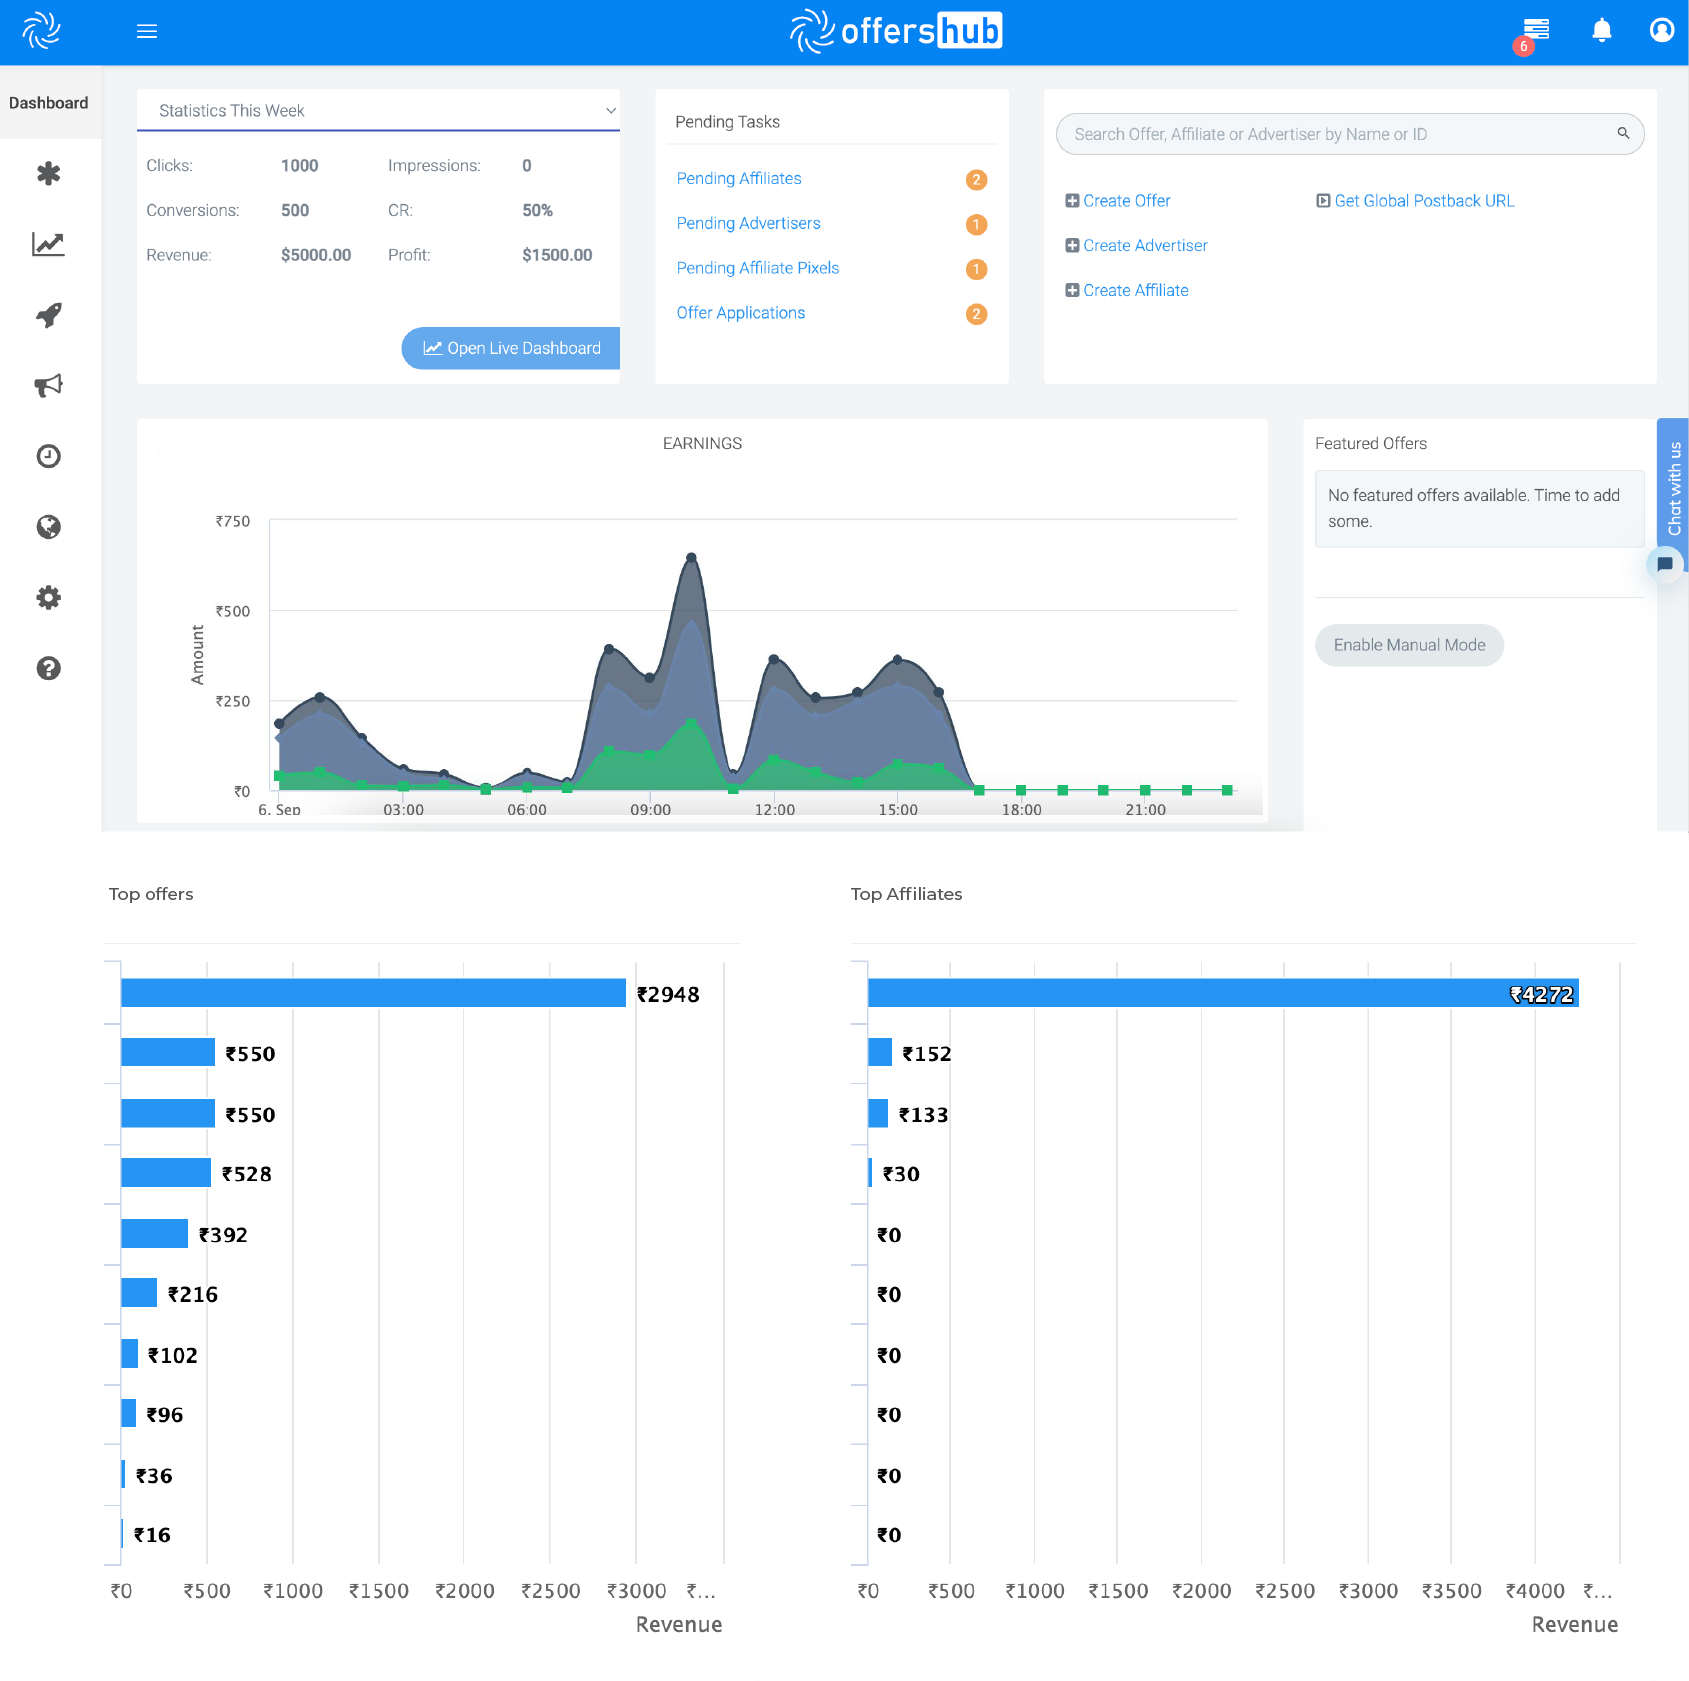 offershub
6
Dashboard
Statistics This Week
Clicks: 1000 Impressions: 0
Conversions: 500 CR: 50%
Revenue: $5000.00 Profit: $1500.00
Open Live Dashboard
Pending Tasks
Pending Affiliates 2
Pending Advertisers 1
Pending Affiliate Pixels 1
Offer Applications 2
Search Offer, Affiliate or Advertiser by Name or ID
Create Offer Get Global Postback URL
Create Advertiser
Create Affiliate
EARNINGS
₹750
₹500
₹250
₹0
Amount
6. Sep 03:00 06:00 09:00 12:00 15:00 18:00 21:00
Featured Offers
No featured offers available. Time to add
some.
Enable Manual Mode
Chat with us
Top offers
₹2948
₹550
₹550
₹528
₹392
₹216
₹102
₹96
₹36
₹16
₹0 ₹500 ₹1000 ₹1500 ₹2000 ₹2500 ₹3000 ₹...
Revenue
Top Affiliates
₹4272
₹152
₹133
₹30
₹0
₹0
₹0
₹0
₹0
₹0
₹0 ₹500 ₹1000 ₹1500 ₹2000 ₹2500 ₹3000 ₹3500 ₹4000 ₹...
Revenue